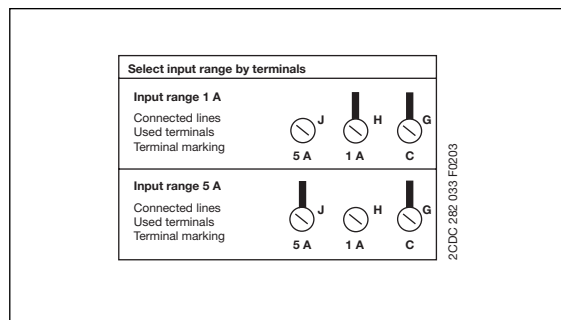 Select input range by terminals
Input range 1 A
Connected lines
Used terminals
Terminal marking
J H G
5 A 1 A C
Input range 5 A
Connected lines
Used terminals
Terminal marking
J H G
5 A 1 A C
2CDC 282 033 F0203